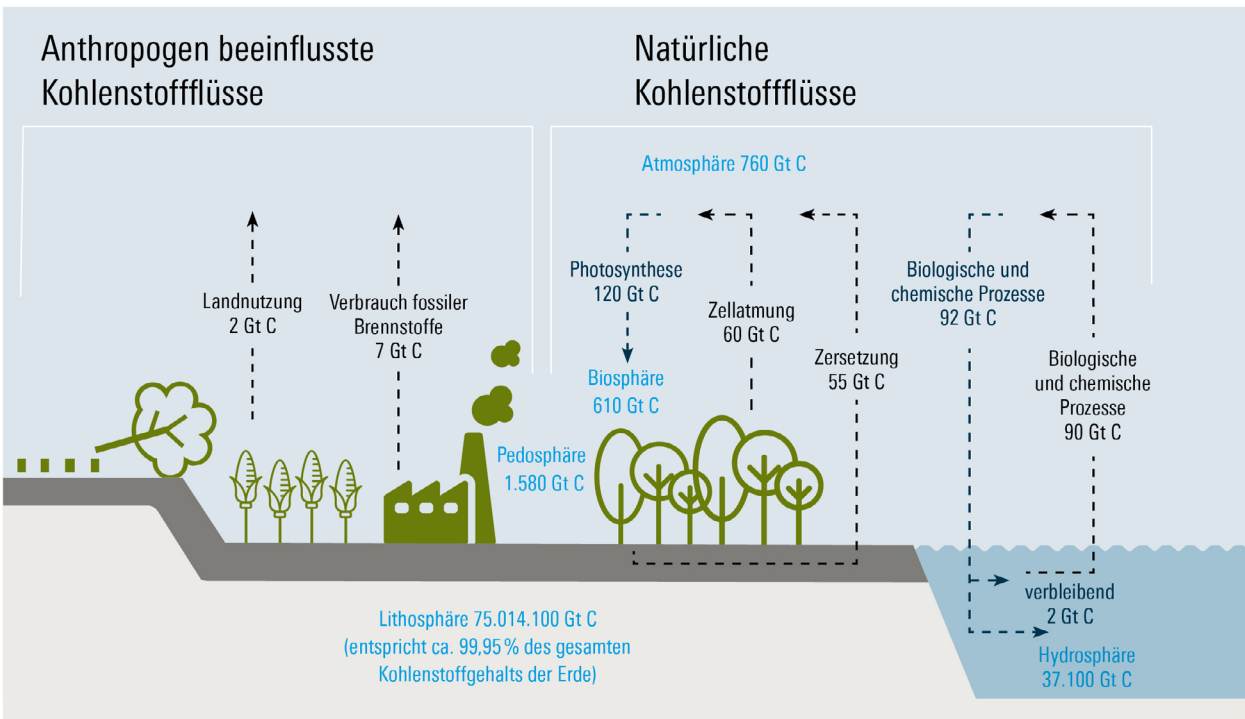 Anthropogen beeinflusste
Kohlenstoffflüsse
Natürliche
Kohlenstoffflüsse
Atmosphäre 760 Gt C
Landnutzung
2 Gt C
Verbrauch fossiler
Brennstoffe
7 Gt C
Photosynthese
120 Gt C
Zellatmung
60 Gt C
Zersetzung
55 Gt C
Biologische und
chemische Prozesse
92 Gt C
Biologische
und chemische
Prozesse
90 Gt C
Biosphäre
610 Gt C
Pedosphäre
1.580 Gt C
verbleibend
2 Gt C
Hydrosphäre
37.100 Gt C
Lithosphäre 75.014.100 Gt C
(entspricht ca. 99,95 % des gesamten
Kohlenstoffgehalts der Erde)